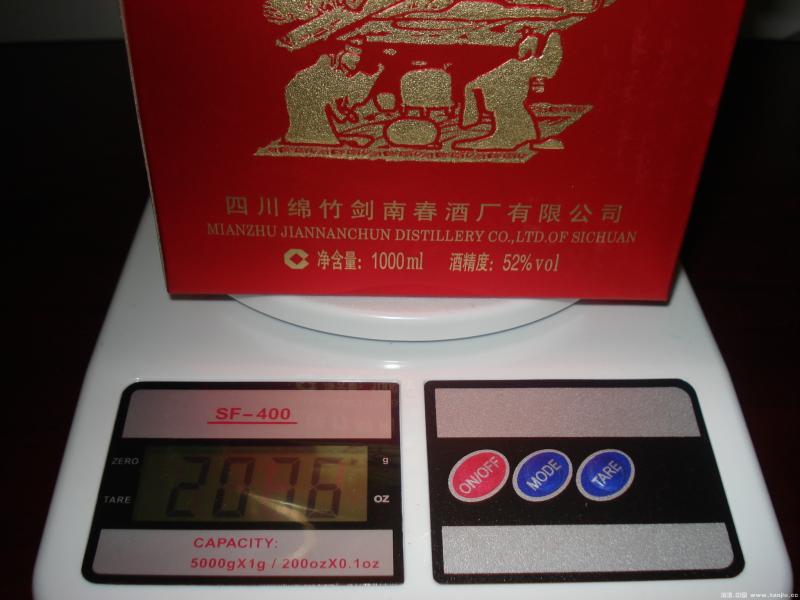 四川绵竹剑南春酒厂有限公司
MIANZHU JIANNANCHUN DISTILLERY CO.,LTD.OF SICHUAN
净含量: 1000ml 酒精度: 52%vol
SF-400
ZERO
g
2076
TARE
oz
CAPACITY:
5000gX1g / 200ozX0.1oz
ON/OFF
MODE
TARE